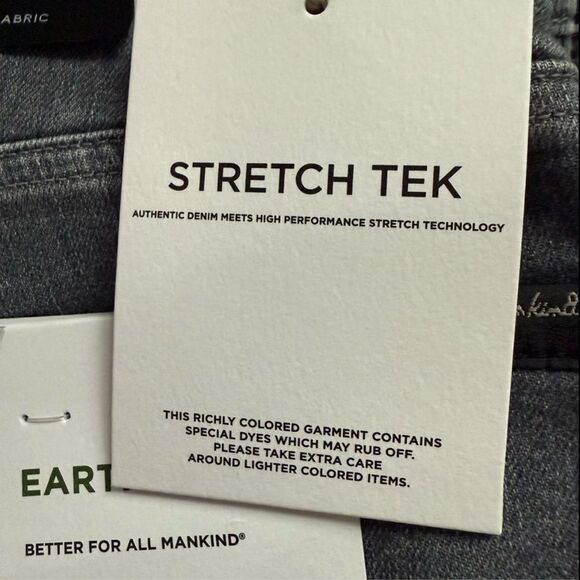 ABRIC
STRETCH TEK
AUTHENTIC DENIM MEETS HIGH PERFORMANCE STRETCH TECHNOLOGY
nkind
THIS RICHLY COLORED GARMENT CONTAINS
SPECIAL DYES WHICH MAY RUB OFF.
PLEASE TAKE EXTRA CARE
AROUND LIGHTER COLORED ITEMS.
EART
BETTER FOR ALL MANKIND®